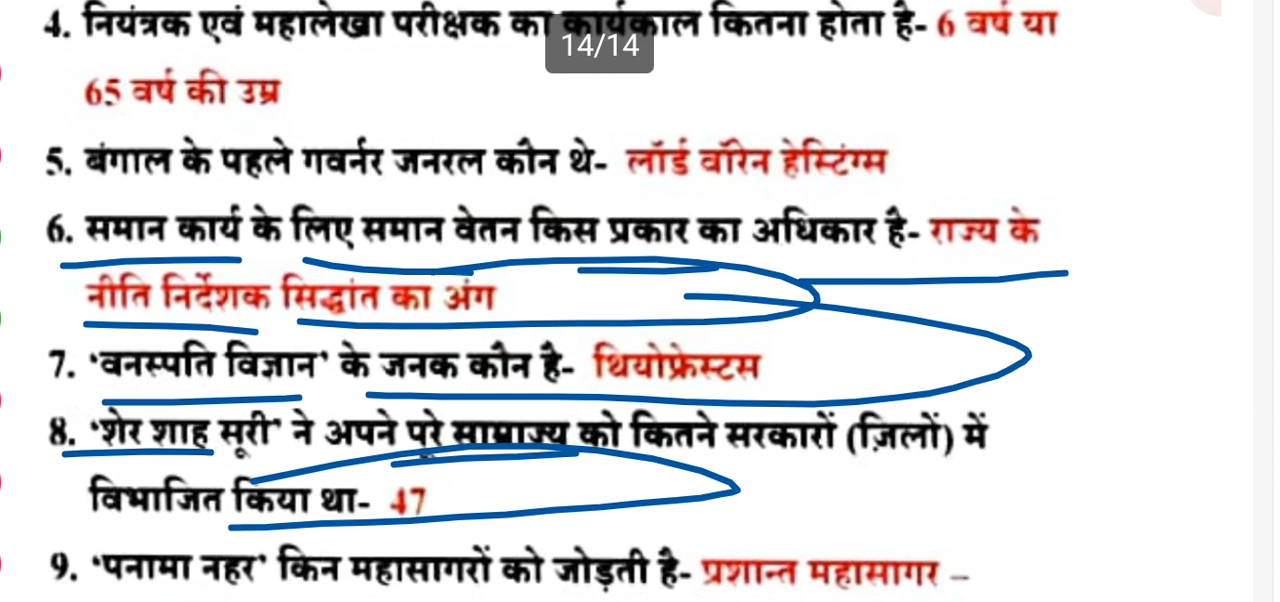 4. नियंत्रक एवं महालेखा परीक्षक का कार्यकाल कितना होता है- 6 वर्ष या
14/14
65 वर्ष की उम्र
5. बंगाल के पहले गवर्नर जनरल कौन थे- लॉर्ड वॉरेन हेस्टिंग्स
6. समान कार्य के लिए समान वेतन किस प्रकार का अधिकार है- राज्य के
नीति निर्देशक सिद्धांत का अंग
7. 'वनस्पति विज्ञान' के जनक कौन है- थियोफ्रेस्टस
8. 'शेर शाह सूरी' ने अपने पूरे साम्राज्य को कितने सरकारों (ज़िलों) में
विभाजित किया था- 47
9. 'पनामा नहर' किन महासागरों को जोड़ती है- प्रशान्त महासागर –